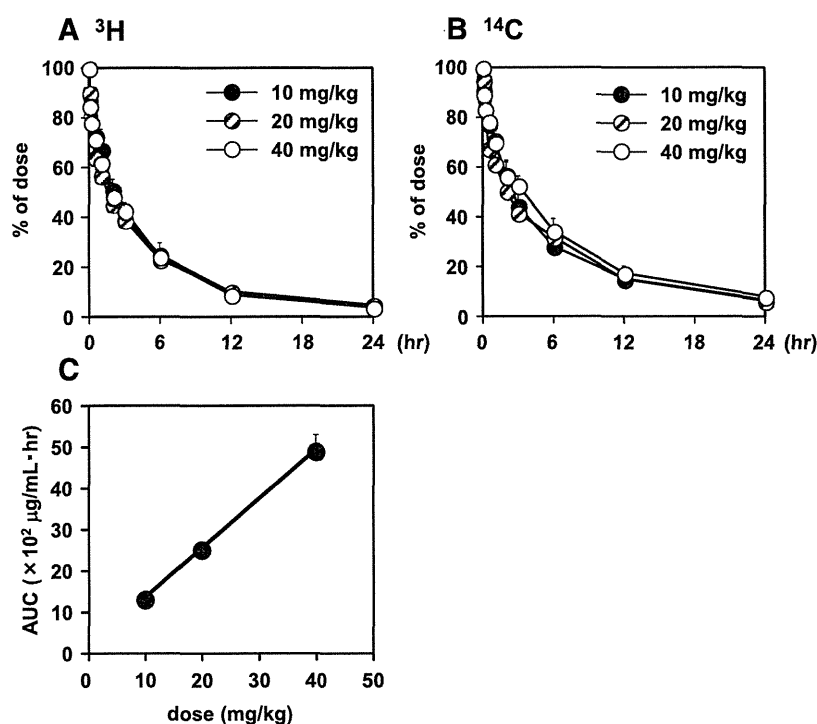 A ³H
100
80
60
40
20
0
% of dose
10 mg/kg
20 mg/kg
40 mg/kg
0 6 12 18 24 (hr)
B ¹⁴C
100
80
60
40
20
0
% of dose
10 mg/kg
20 mg/kg
40 mg/kg
0 6 12 18 24 (hr)
C
60
50
40
30
20
10
0
AUC (×10² μg/mL·hr)
0 10 20 30 40 50
dose (mg/kg)